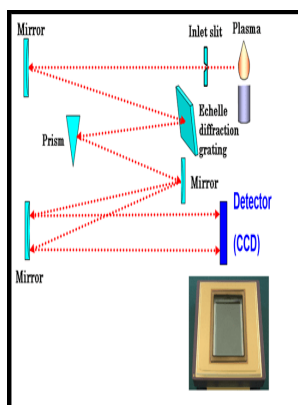 Mirror
Inlet slit
Plasma
Prism
Echelle
diffraction
grating
Mirror
Detector
(CCD)
Mirror